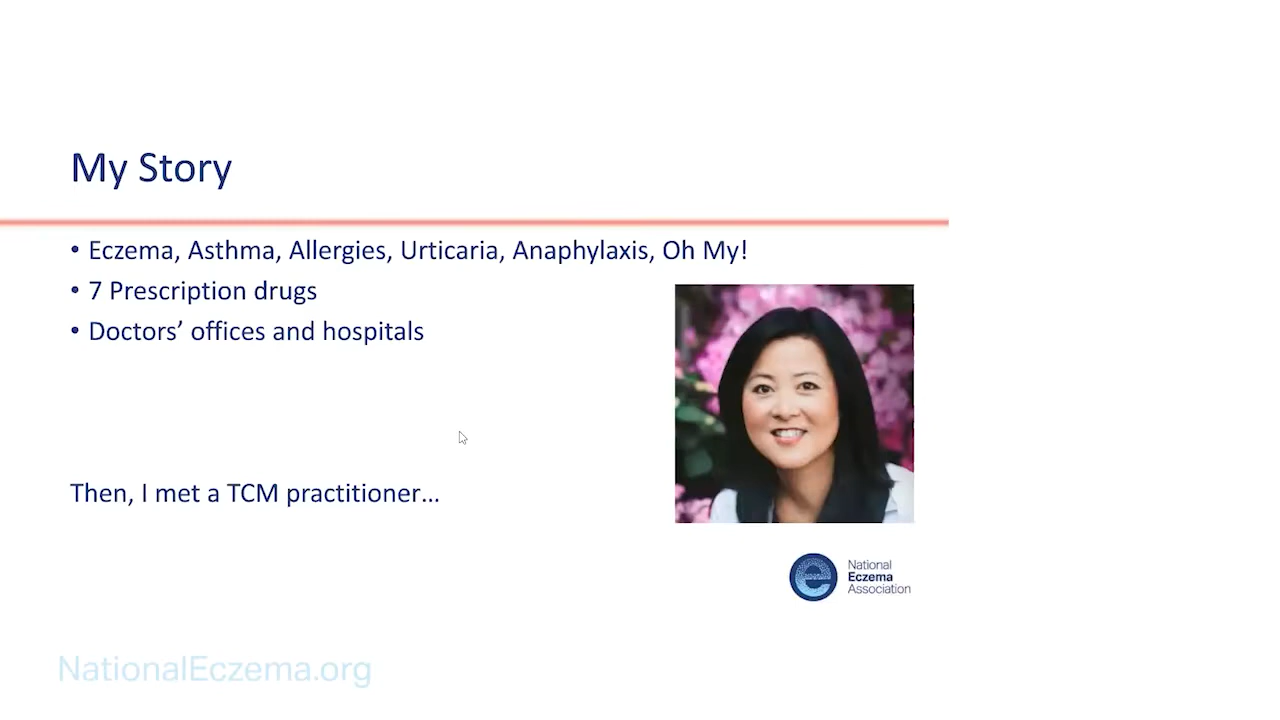 My Story
• Eczema, Asthma, Allergies, Urticaria, Anaphylaxis, Oh My!
• 7 Prescription drugs
• Doctors’ offices and hospitals
Then, I met a TCM practitioner…
National
Eczema
Association
NationalEczema.org